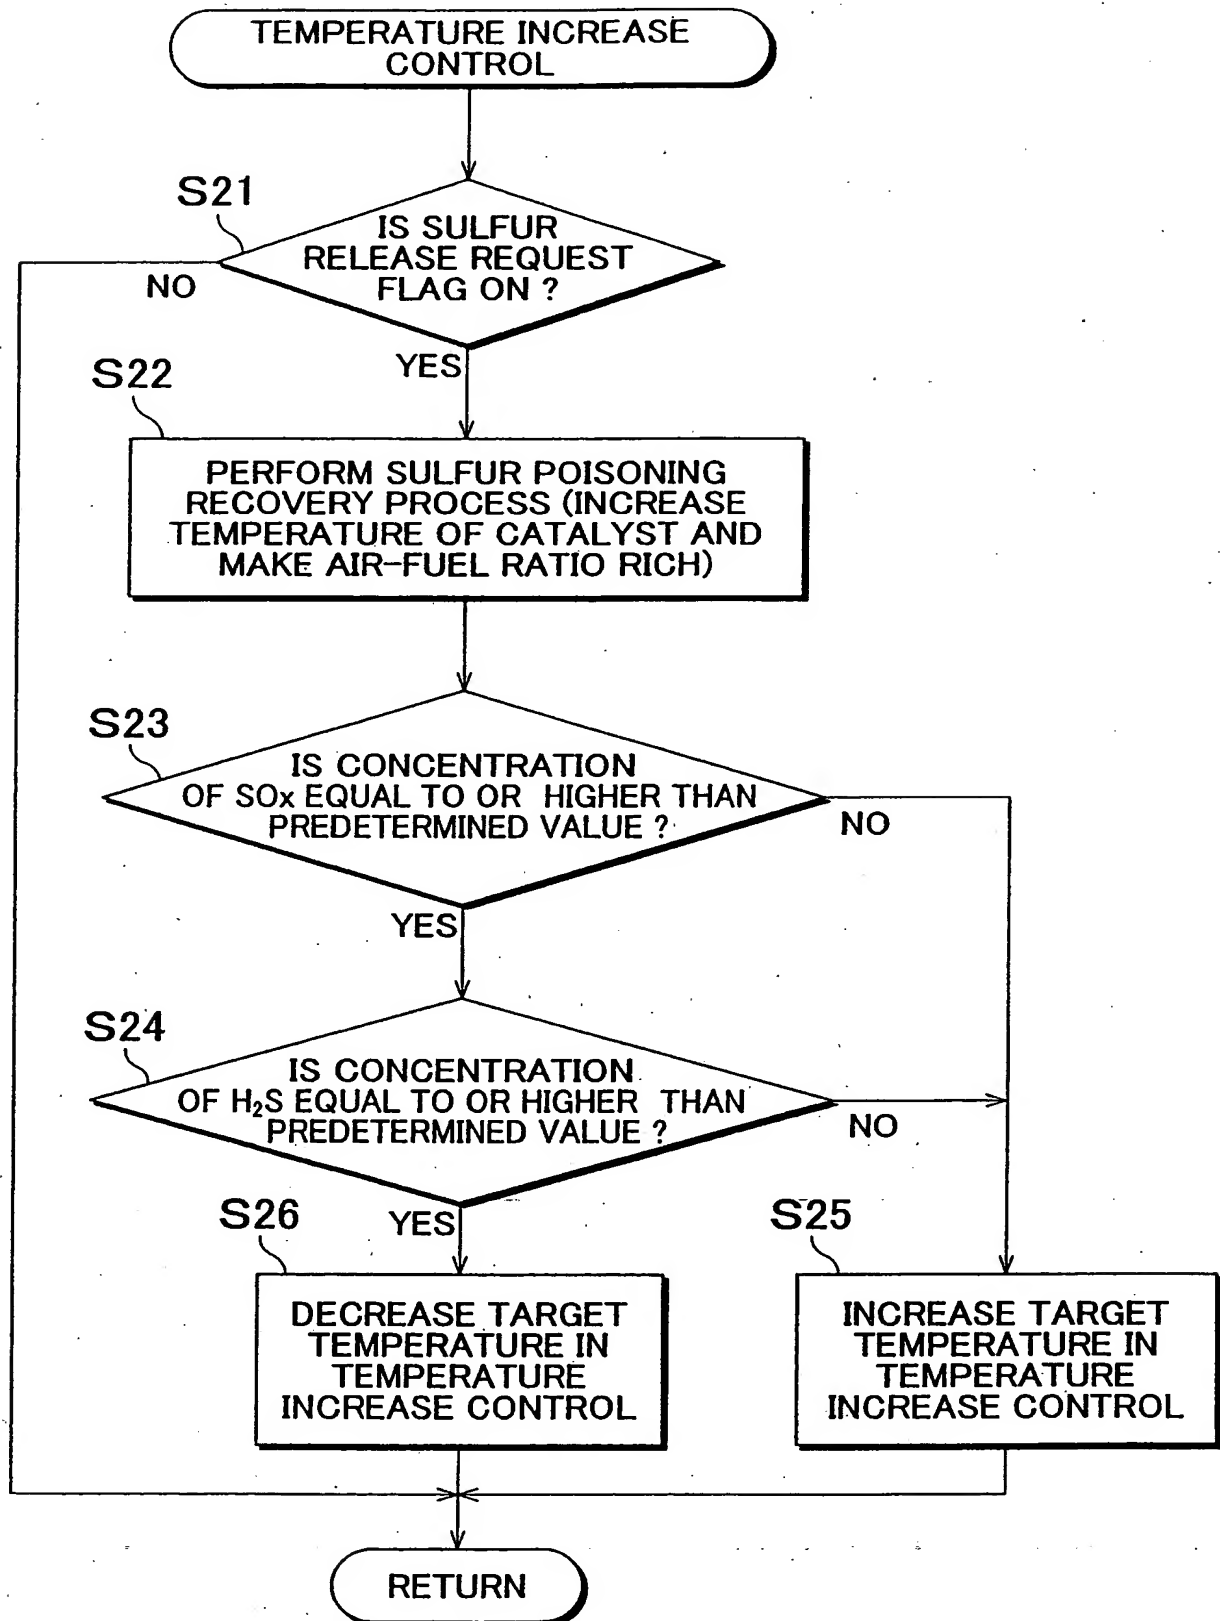 TEMPERATURE INCREASE
CONTROL
S21
IS SULFUR
RELEASE REQUEST
FLAG ON ?
NO
YES
S22
PERFORM SULFUR POISONING
RECOVERY PROCESS (INCREASE
TEMPERATURE OF CATALYST AND
MAKE AIR-FUEL RATIO RICH)
S23
IS CONCENTRATION
OF SOx EQUAL TO OR HIGHER THAN
PREDETERMINED VALUE ?
NO
YES
S24
IS CONCENTRATION
OF H₂S EQUAL TO OR HIGHER THAN
PREDETERMINED VALUE ?
NO
YES
S26
DECREASE TARGET
TEMPERATURE IN
TEMPERATURE
INCREASE CONTROL
S25
INCREASE TARGET
TEMPERATURE IN
TEMPERATURE
INCREASE CONTROL
RETURN